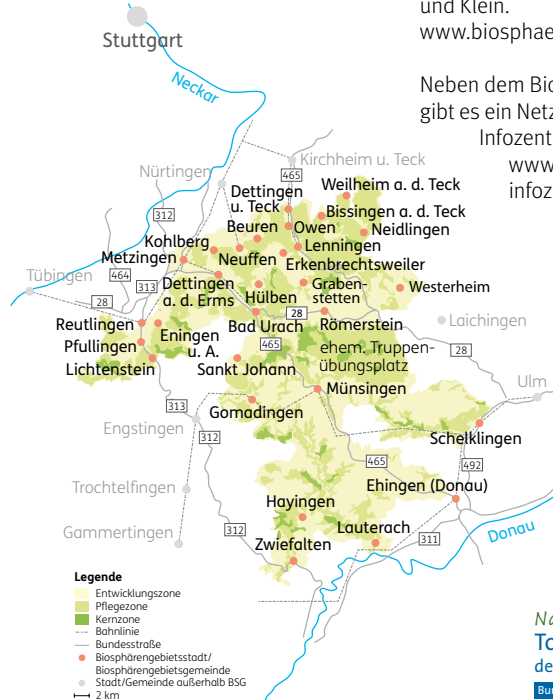 und Klein.
www.biosphae
Neben dem Bio
gibt es ein Netz
Infozent
www
infoz
Stuttgart
Neckar
Kirchheim u. Teck
Nürtingen
465
Dettingen
u. Teck
Weilheim a. d. Teck
Bissingen a. d. Teck
312
Beuren
Owen
Neidlingen
Kohlberg
Lenningen
Metzingen
Neuffen
Erkenbrechtsweiler
Tübingen
464
313
Dettingen
a. d. Erms
Hülben
Graben-
stetten
Westerheim
28
Reutlingen
Bad Urach
28
Römerstein
Laichingen
Pfullingen
Eningen
u. A.
465
ehem. Truppen-
übungsplatz
28
Lichtenstein
Sankt Johann
Münsingen
Ulm
313
Gomadingen
Engstingen
312
Schelklingen
465
492
Trochtelfingen
Ehingen (Donau)
Hayingen
Gammertingen
312
Lauterach
311
Donau
Zwiefalten
Legende
Entwicklungszone
Pflegezone
Kernzone
Bahnlinie
Bundesstraße
Biosphärengebietsstadt/
Biosphärengebietsgemeinde
Stadt/Gemeinde außerhalb BSG
2 km
Na
To
de
Bu